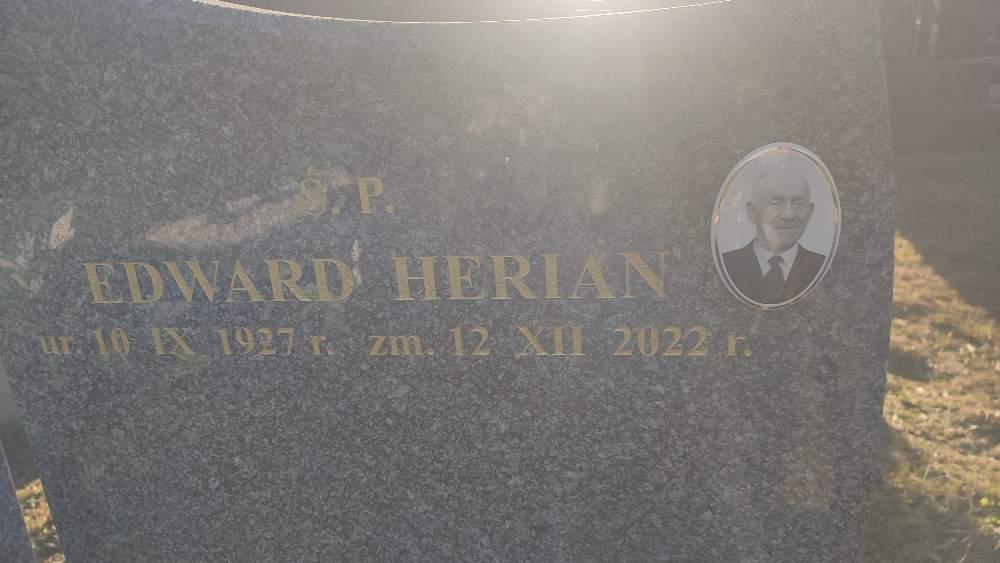 Ś. P.
EDWARD HERIAN
ur. 10 IX 1927 r. zm. 12 XII 2022 r.